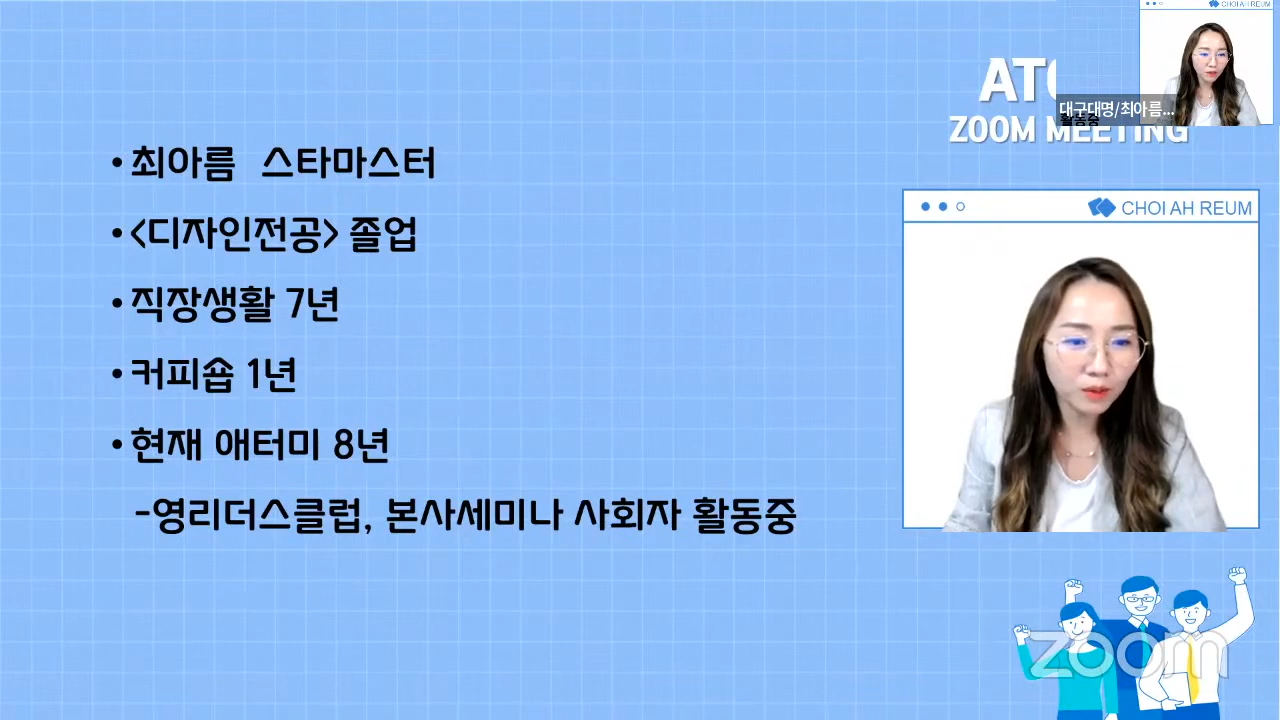 • 최아름 스타마스터
• <디자인전공> 졸업
• 직장생활 7년
• 커피숍 1년
• 현재 애터미 8년
-영리더스클럽, 본사세미나 사회자 활동중
CHOI AH REUM
대구대명/최아름...
활동중
ZOOM MEETING
CHOI AH REUM
zoom